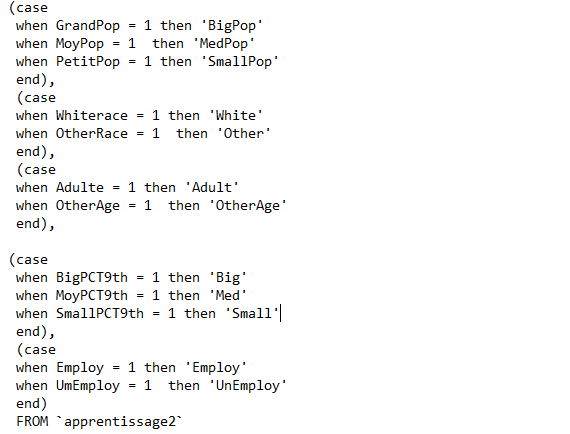 (case
when GrandPop = 1 then 'BigPop'
when MoyPop = 1  then 'MedPop'
when PetitPop = 1 then 'SmallPop'
end),
(case
when Whiterace = 1 then 'White'
when OtherRace = 1  then 'Other'
end),
(case
when Adulte = 1 then 'Adult'
when OtherAge = 1  then 'OtherAge'
end),
(case
when BigPCT9th = 1 then 'Big'
when MoyPCT9th = 1 then 'Med'
when SmallPCT9th = 1 then 'Small'
end),
(case
when Employ = 1 then 'Employ'
when UmEmploy = 1  then 'UnEmploy'
end)
FROM `apprentissage2`